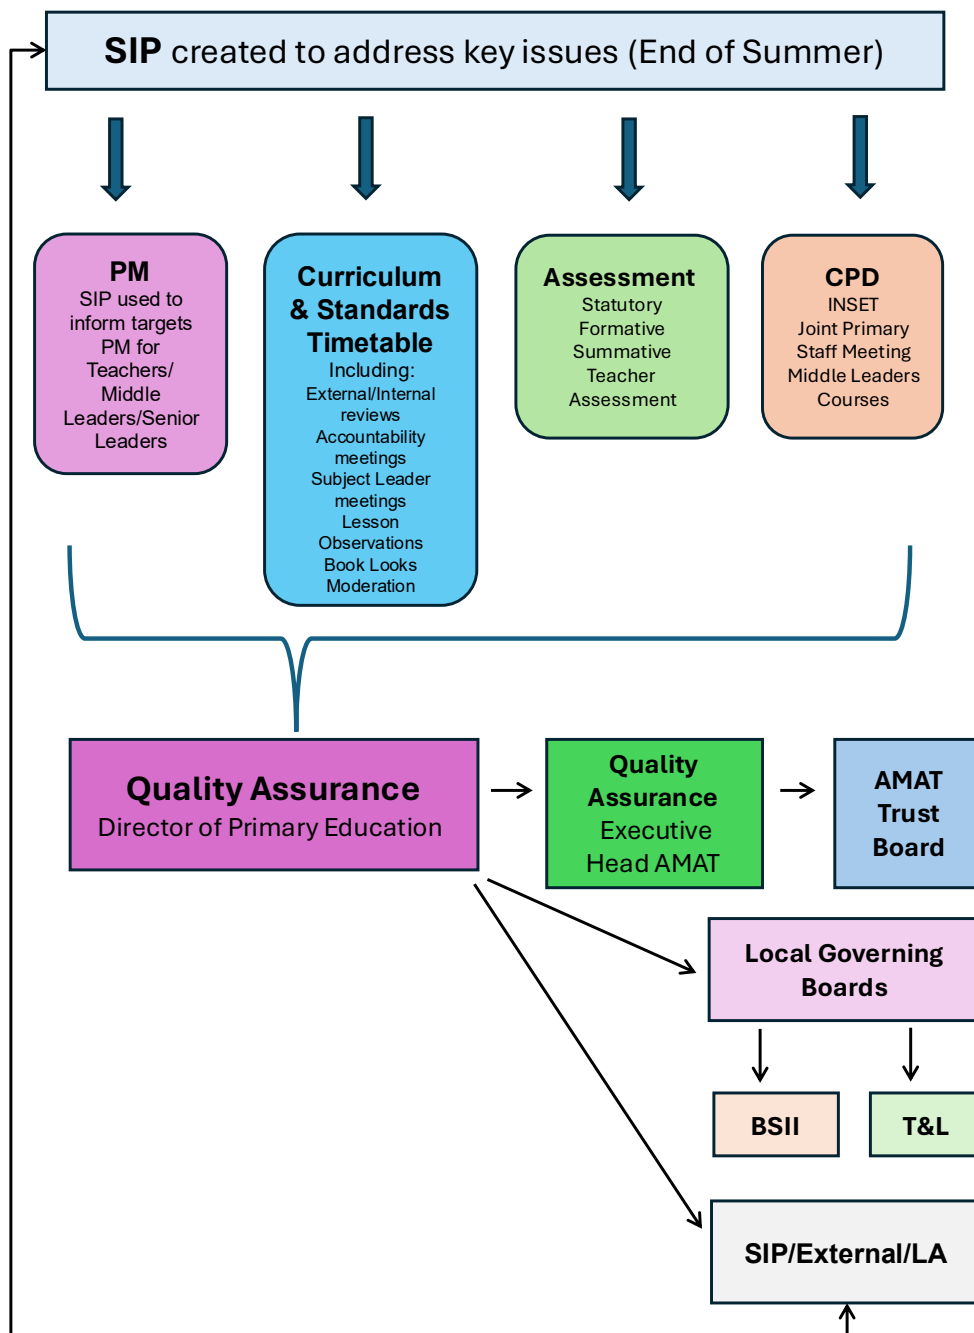 SIP created to address key issues (End of Summer)
PM
SIP used to
inform targets
PM for
Teachers/
Middle
Leaders/Senior
Leaders
Curriculum
& Standards
Timetable
Including:
External/Internal
reviews
Accountability
meetings
Subject Leader
meetings
Lesson
Observations
Book Looks
Moderation
Assessment
Statutory
Formative
Summative
Teacher
Assessment
CPD
INSET
Joint Primary
Staff Meeting
Middle Leaders
Courses
Quality Assurance
Director of Primary Education
Quality
Assurance
Executive
Head AMAT
AMAT
Trust
Board
Local Governing
Boards
BSII
T&L
SIP/External/LA